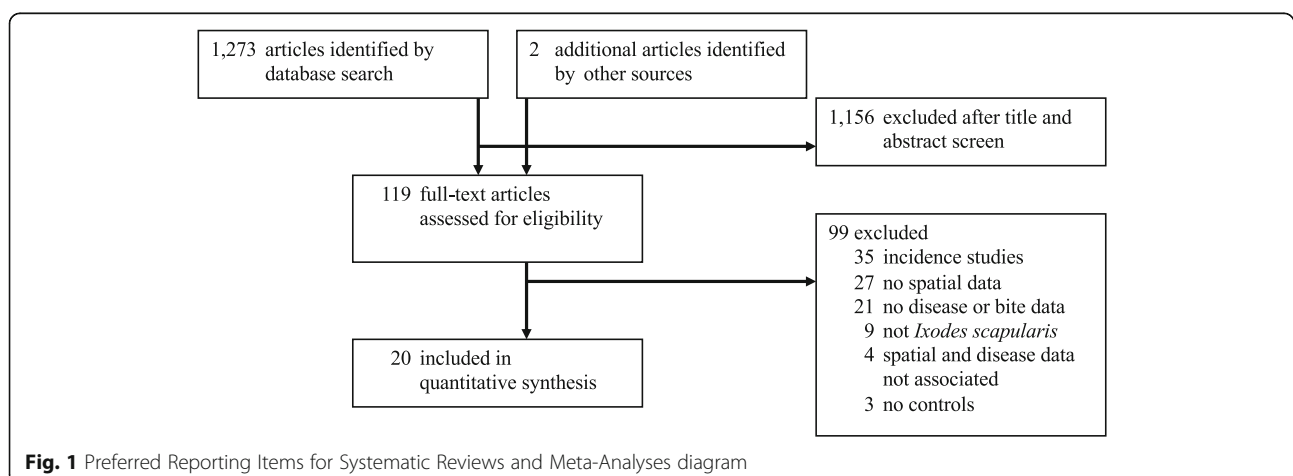 1,273 articles identified by
database search
2 additional articles identified
by other sources
1,156 excluded after title and
abstract screen
119 full-text articles
assessed for eligibility
99 excluded
35 incidence studies
27 no spatial data
21 no disease or bite data
9 not Ixodes scapularis
4 spatial and disease data
not associated
3 no controls
20 included in
quantitative synthesis
Fig. 1 Preferred Reporting Items for Systematic Reviews and Meta-Analyses diagram